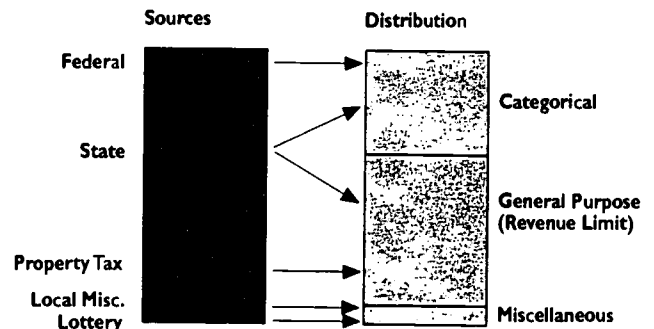 Sources
Distribution
Federal
Categorical
State
General Purpose
(Revenue Limit)
Property Tax
Local Misc.
Lottery
Miscellaneous